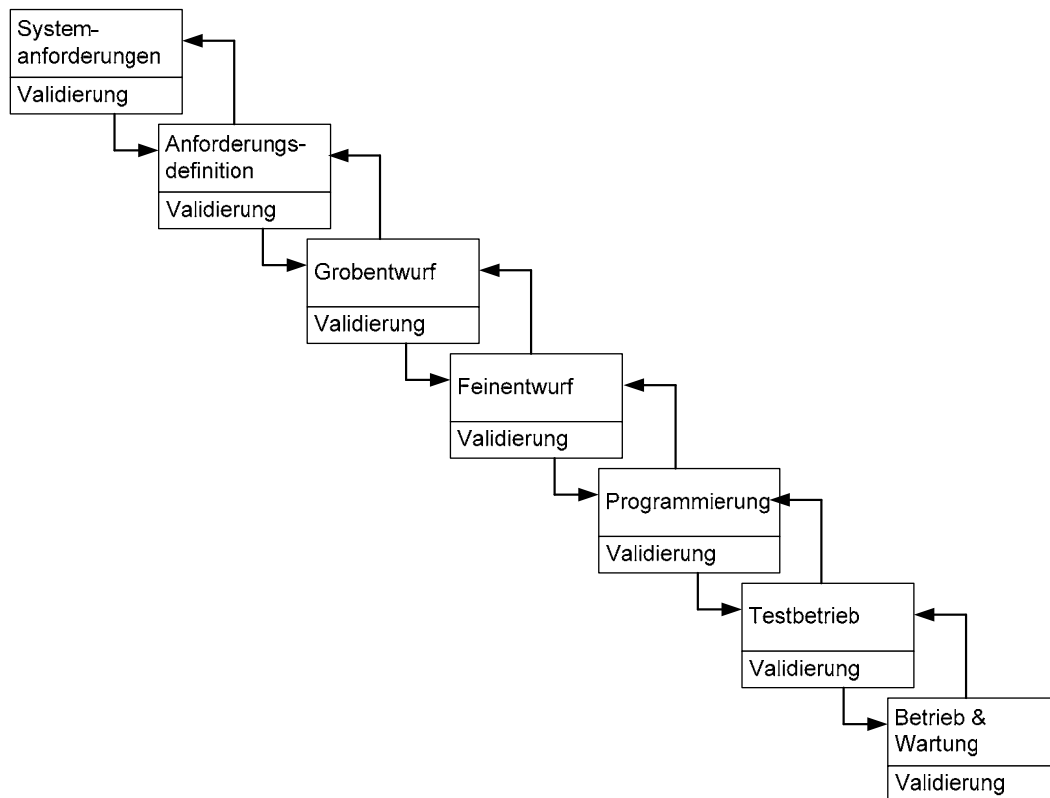 System-
anforderungen
Validierung
Anforderungs-
definition
Validierung
Grobentwurf
Validierung
Feinentwurf
Validierung
Programmierung
Validierung
Testbetrieb
Validierung
Betrieb &
Wartung
Validierung